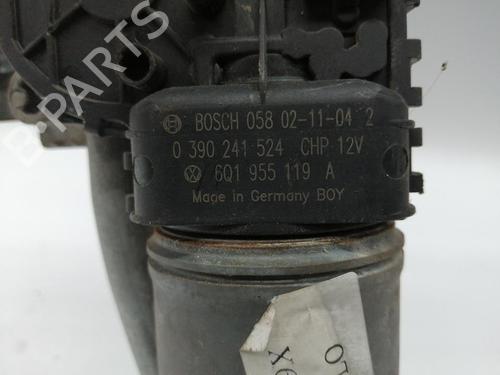 B-PARTS
BOSCH 058 02-11-04 2
0 390 241 524 CHP 12V
6Q1 955 119 A
Made in Germany BOY